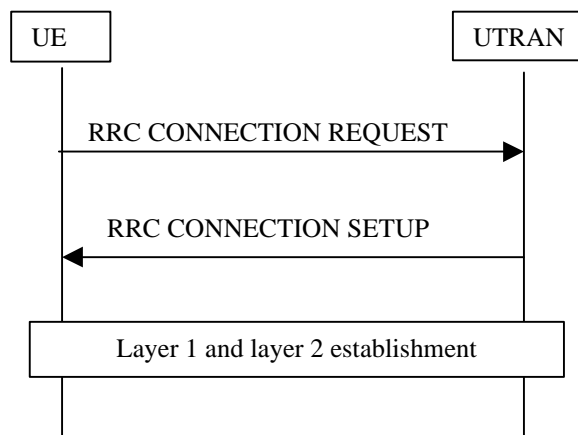 UE
UTRAN
RRC CONNECTION REQUEST
RRC CONNECTION SETUP
Layer 1 and layer 2 establishment